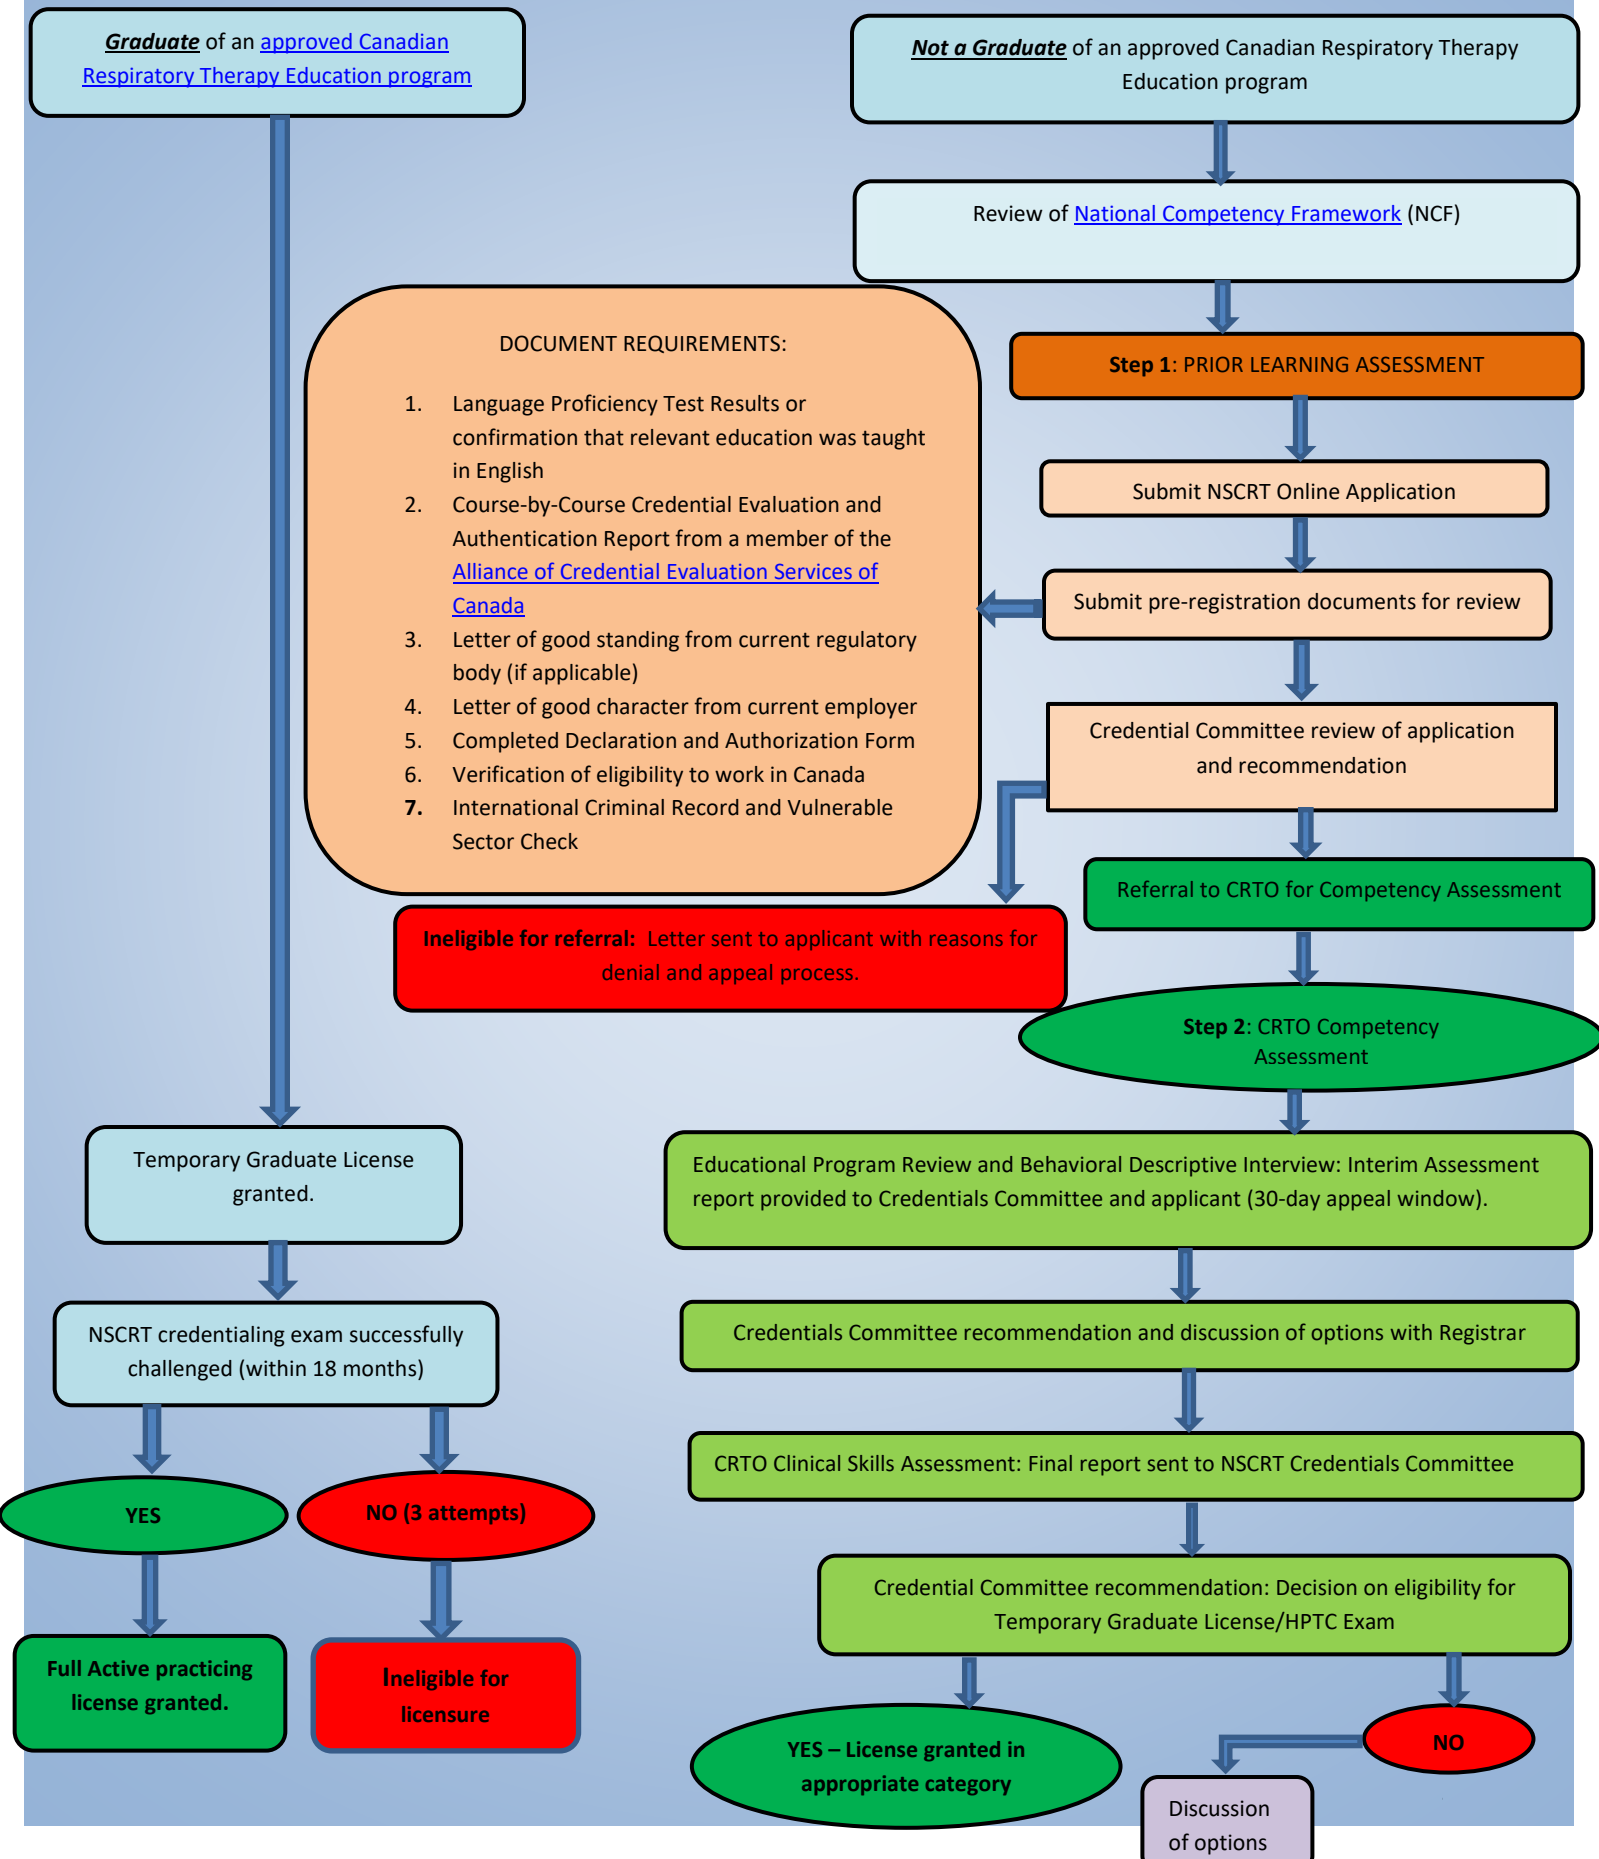 Graduate of an approved Canadian
Respiratory Therapy Education program
Not a Graduate of an approved Canadian Respiratory Therapy
Education program
Review of National Competency Framework (NCF)
DOCUMENT REQUIREMENTS:
1. Language Proficiency Test Results or
confirmation that relevant education was taught
in English
2. Course-by-Course Credential Evaluation and
Authentication Report from a member of the
Alliance of Credential Evaluation Services of
Canada
3. Letter of good standing from current regulatory
body (if applicable)
4. Letter of good character from current employer
5. Completed Declaration and Authorization Form
6. Verification of eligibility to work in Canada
7. International Criminal Record and Vulnerable
Sector Check
Step 1: PRIOR LEARNING ASSESSMENT
Submit NSCRT Online Application
Submit pre-registration documents for review
Credential Committee review of application
and recommendation
Referral to CRTO for Competency Assessment
Ineligible for referral: Letter sent to applicant with reasons for
denial and appeal process.
Step 2: CRTO Competency
Assessment
Temporary Graduate License
granted.
Educational Program Review and Behavioral Descriptive Interview: Interim Assessment
report provided to Credentials Committee and applicant (30-day appeal window).
NSCRT credentialing exam successfully
challenged (within 18 months)
Credentials Committee recommendation and discussion of options with Registrar
CRTO Clinical Skills Assessment: Final report sent to NSCRT Credentials Committee
YES
NO (3 attempts)
Credential Committee recommendation: Decision on eligibility for
Temporary Graduate License/HPTC Exam
Full Active practicing
license granted.
Ineligible for
licensure
YES – License granted in
appropriate category
NO
Discussion
of options